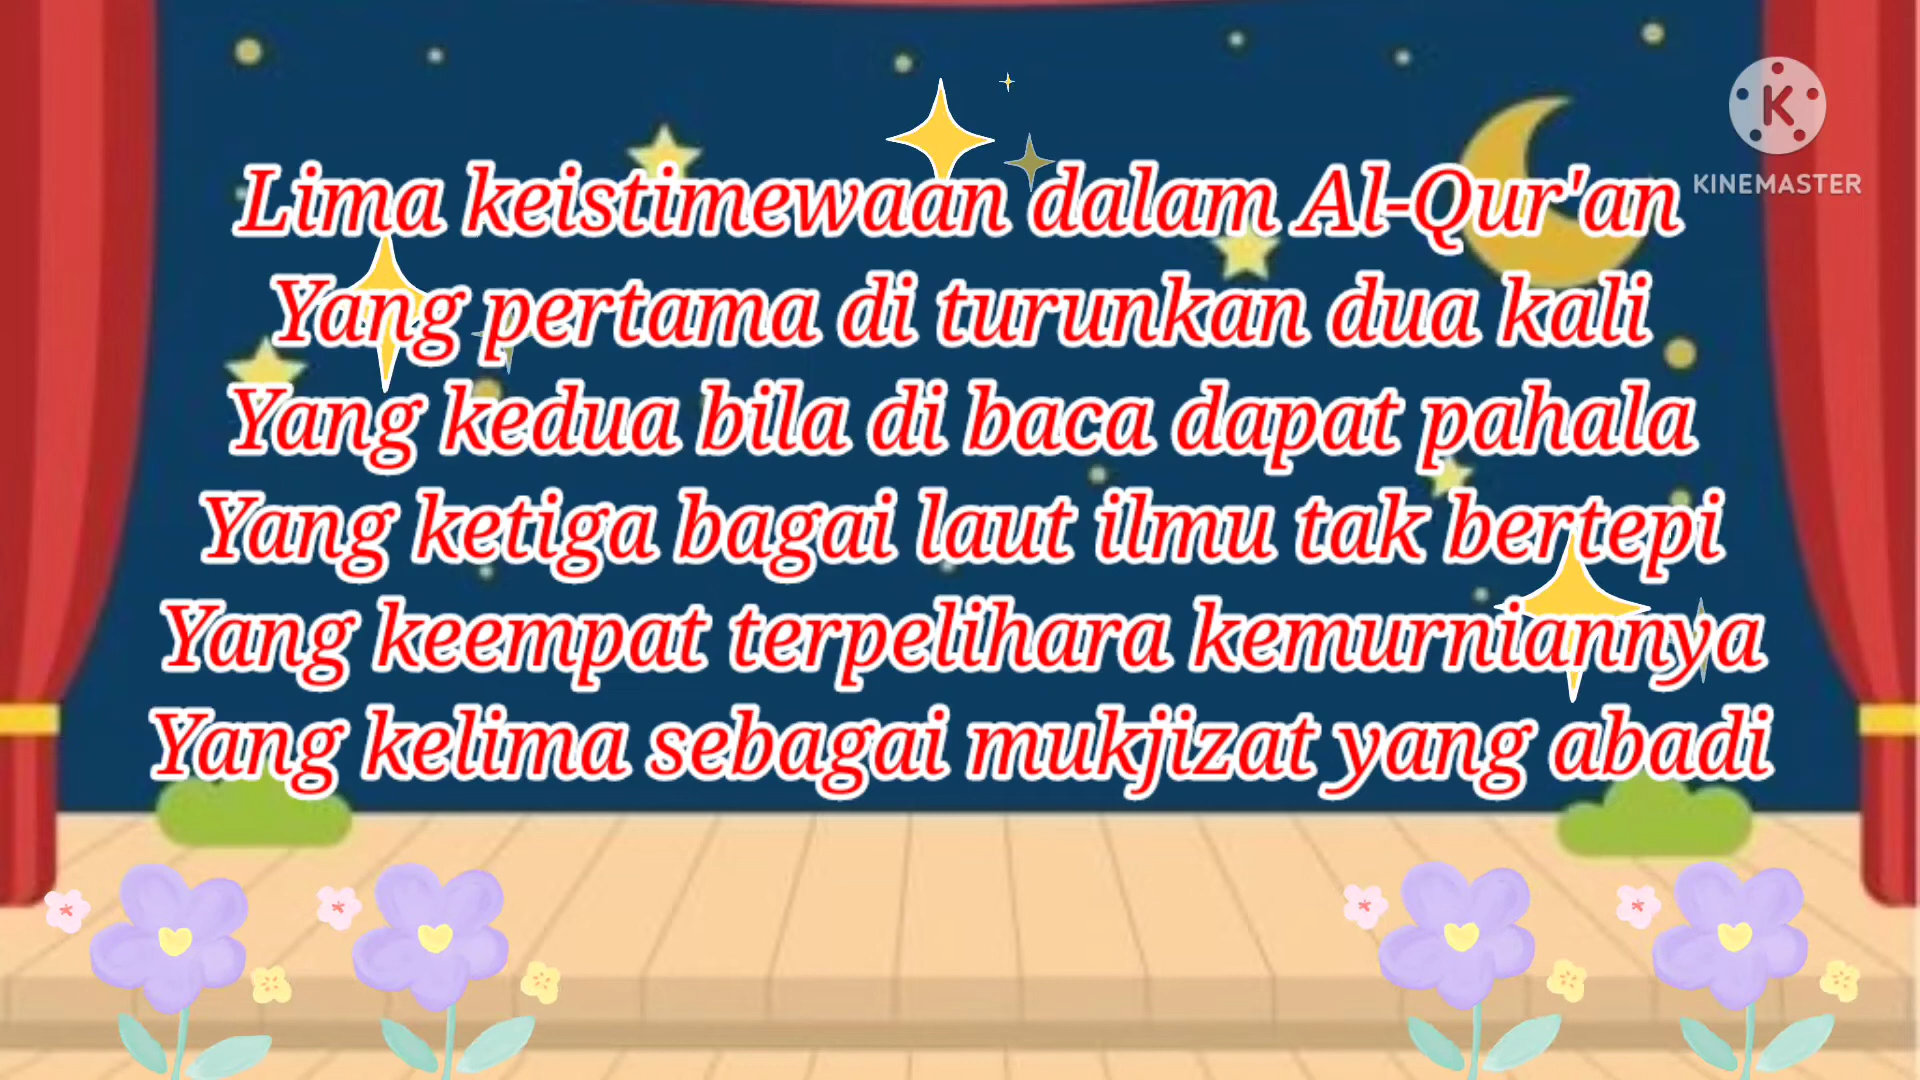 KINEMASTER
Lima keistimewaan dalam Al-Qur'an
Yang pertama di turunkan dua kali
Yang kedua bila di baca dapat pahala
Yang ketiga bagai laut ilmu tak bertepi
Yang keempat terpelihara kemurniannya
Yang kelima sebagai mukjizat yang abadi